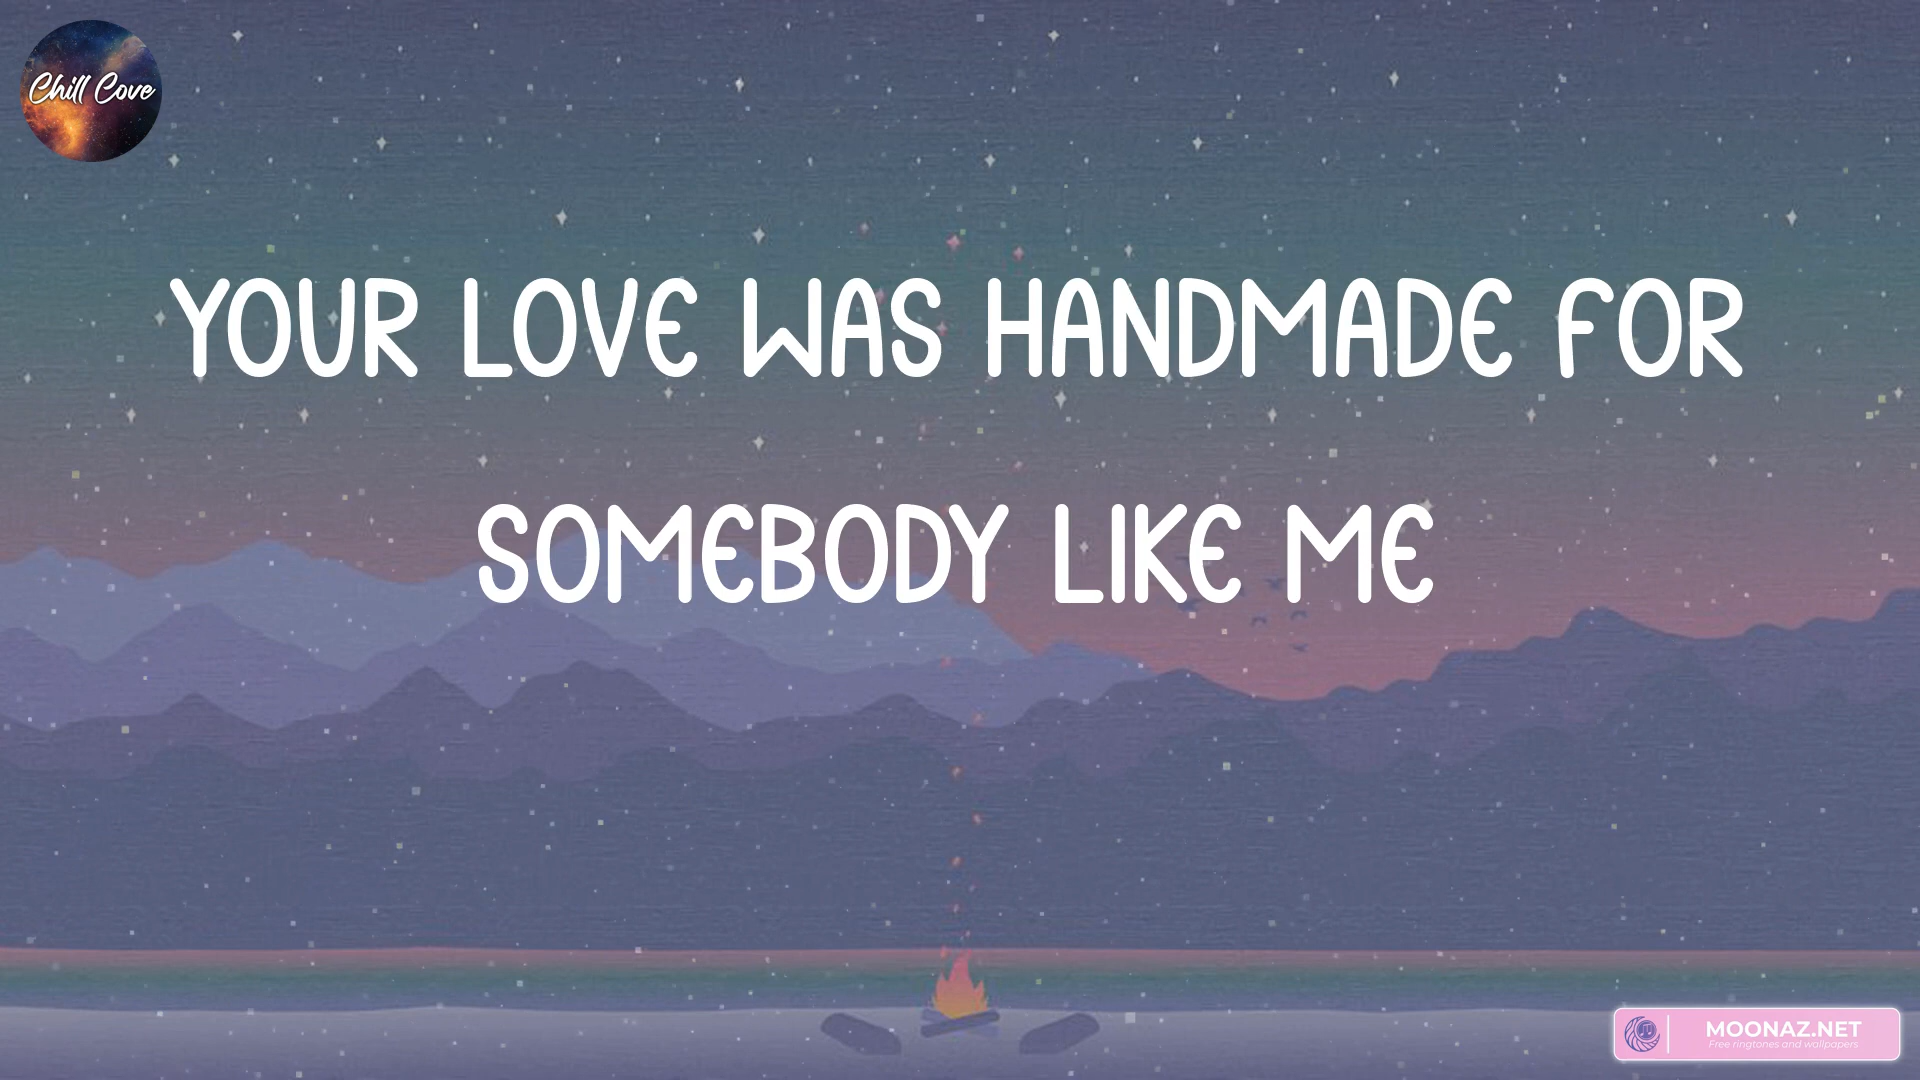 Chill Cove
YOUR LOVE WAS HANDMADE FOR
SOMEBODY LIKE ME
MOONAZ.NET
Free ringtones and wallpapers